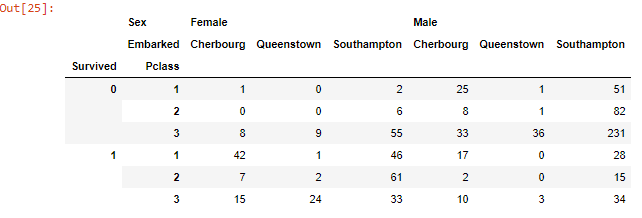 Out[25]:
Sex Female Male
Embarked Cherbourg Queenstown Southampton Cherbourg Queenstown Southampton
Survived Pclass
0 1 1 0 2 25 1 51
2 0 0 6 8 1 82
3 8 9 55 33 36 231
1 1 42 1 46 17 0 28
2 7 2 61 2 0 15
3 15 24 33 10 3 34